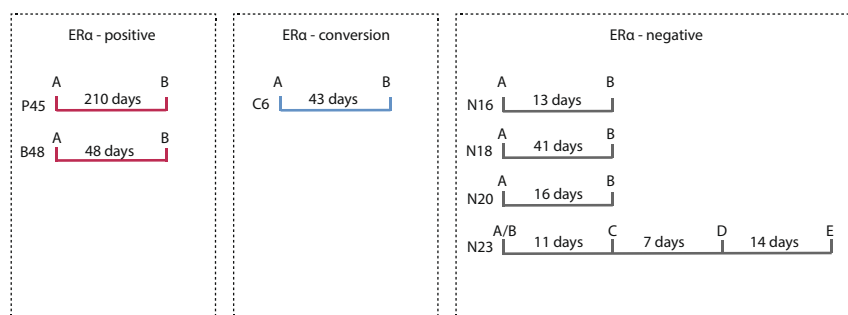 ERα - positive
A B
P45 210 days
A B
B48 48 days
ERα - conversion
A B
C6 43 days
ERα - negative
A B
N16 13 days
A B
N18 41 days
A B
N20 16 days
A/B C D E
N23 11 days 7 days 14 days